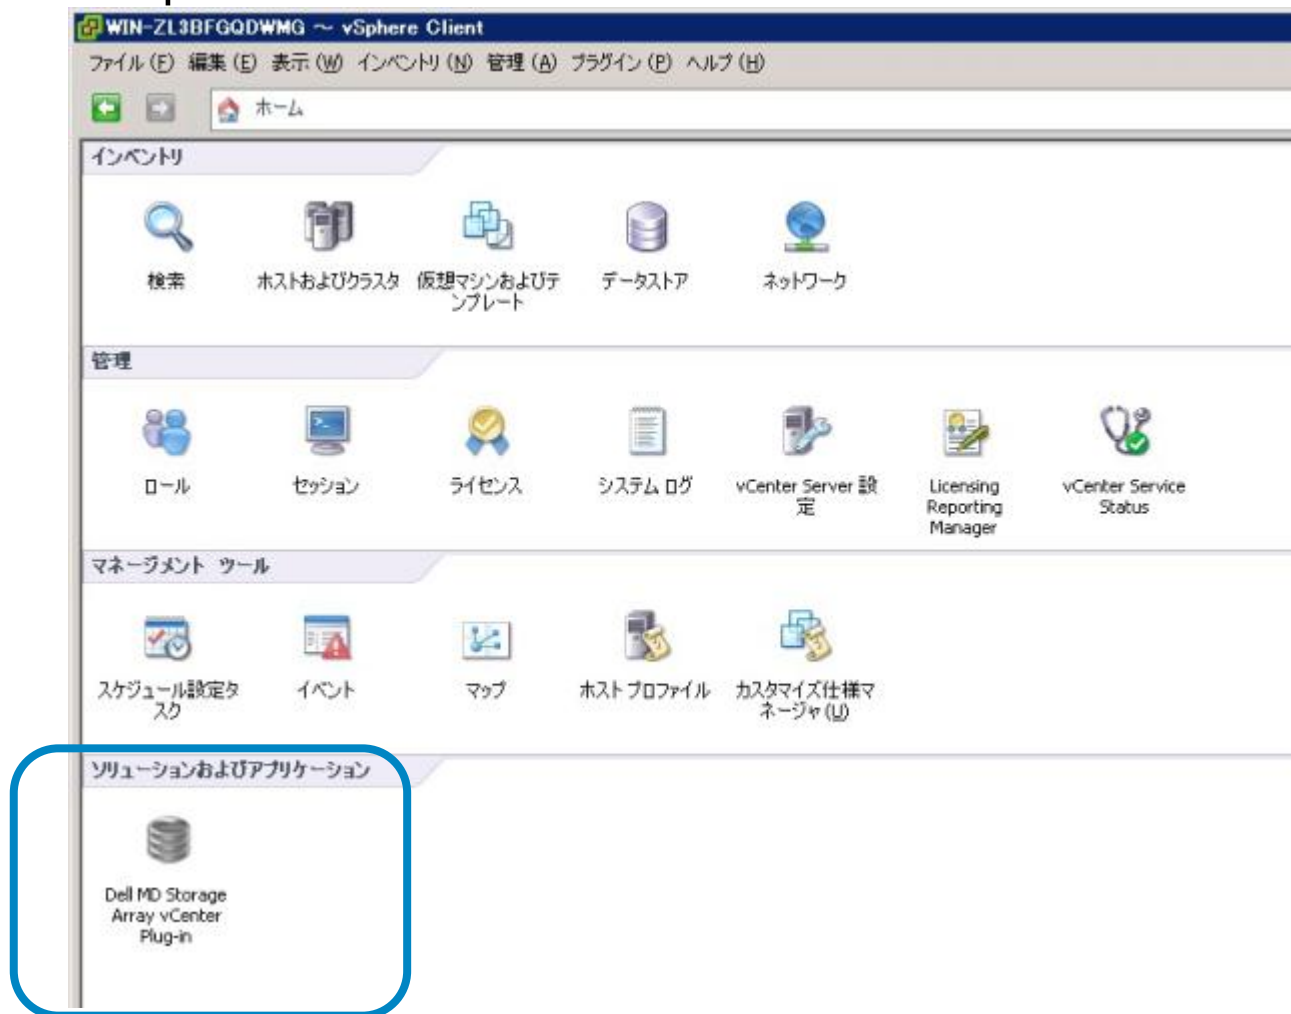 WIN-ZL3BFGQDWMG ～ vSphere Client
ファイル(F) 編集(E) 表示(W) インベントリ(N) 管理(A) プラグイン(P) ヘルプ(H)
ホーム
インベントリ
検索
ホストおよびクラスタ
仮想マシンおよびテ
ンプレート
データストア
ネットワーク
管理
ロール
セッション
ライセンス
システム ログ
vCenter Server 設
定
Licensing
Reporting
Manager
vCenter Service
Status
マネージメント ツール
スケジュール設定タ
スク
イベント
マップ
ホスト プロファイル
カスタマイズ仕様マ
ネージャ(U)
ソリューションおよびアプリケーション
Dell MD Storage
Array vCenter
Plug-in